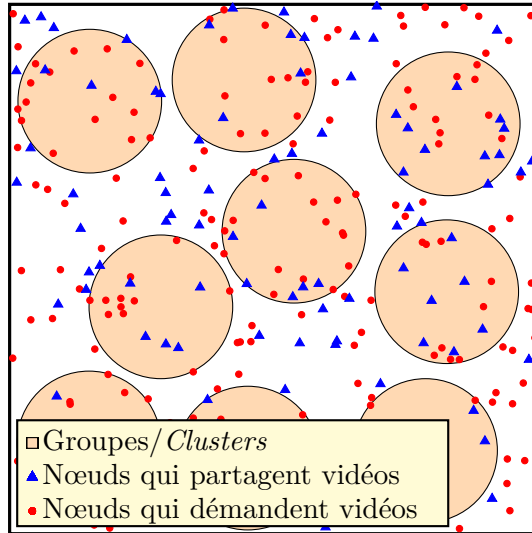 Groupes/Clusters
Nœuds qui partagent vidéos
Nœuds qui démandent vidéos